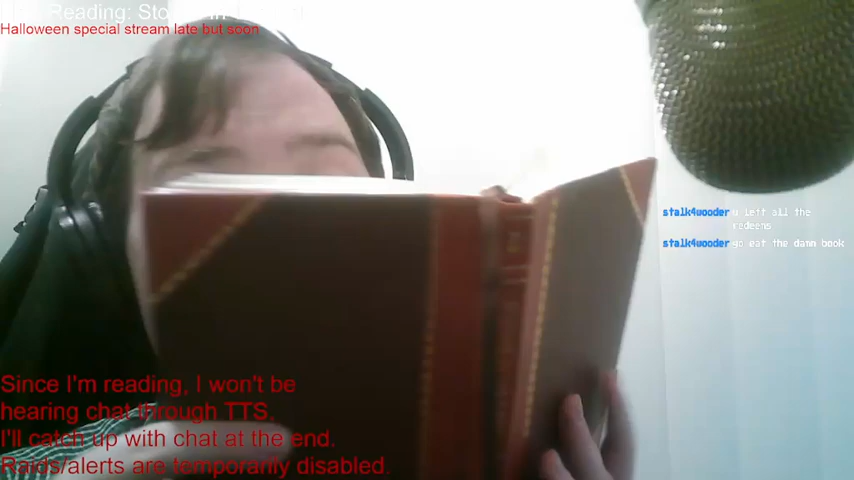 Reading: Sto
Halloween special stream late but soon
stalk4wooder u left all the
redeems
stalk4wooder go eat the damn book
Since I'm reading, I won't be
hearing chat through TTS.
I'll catch up with chat at the end.
Raids/alerts are temporarily disabled.